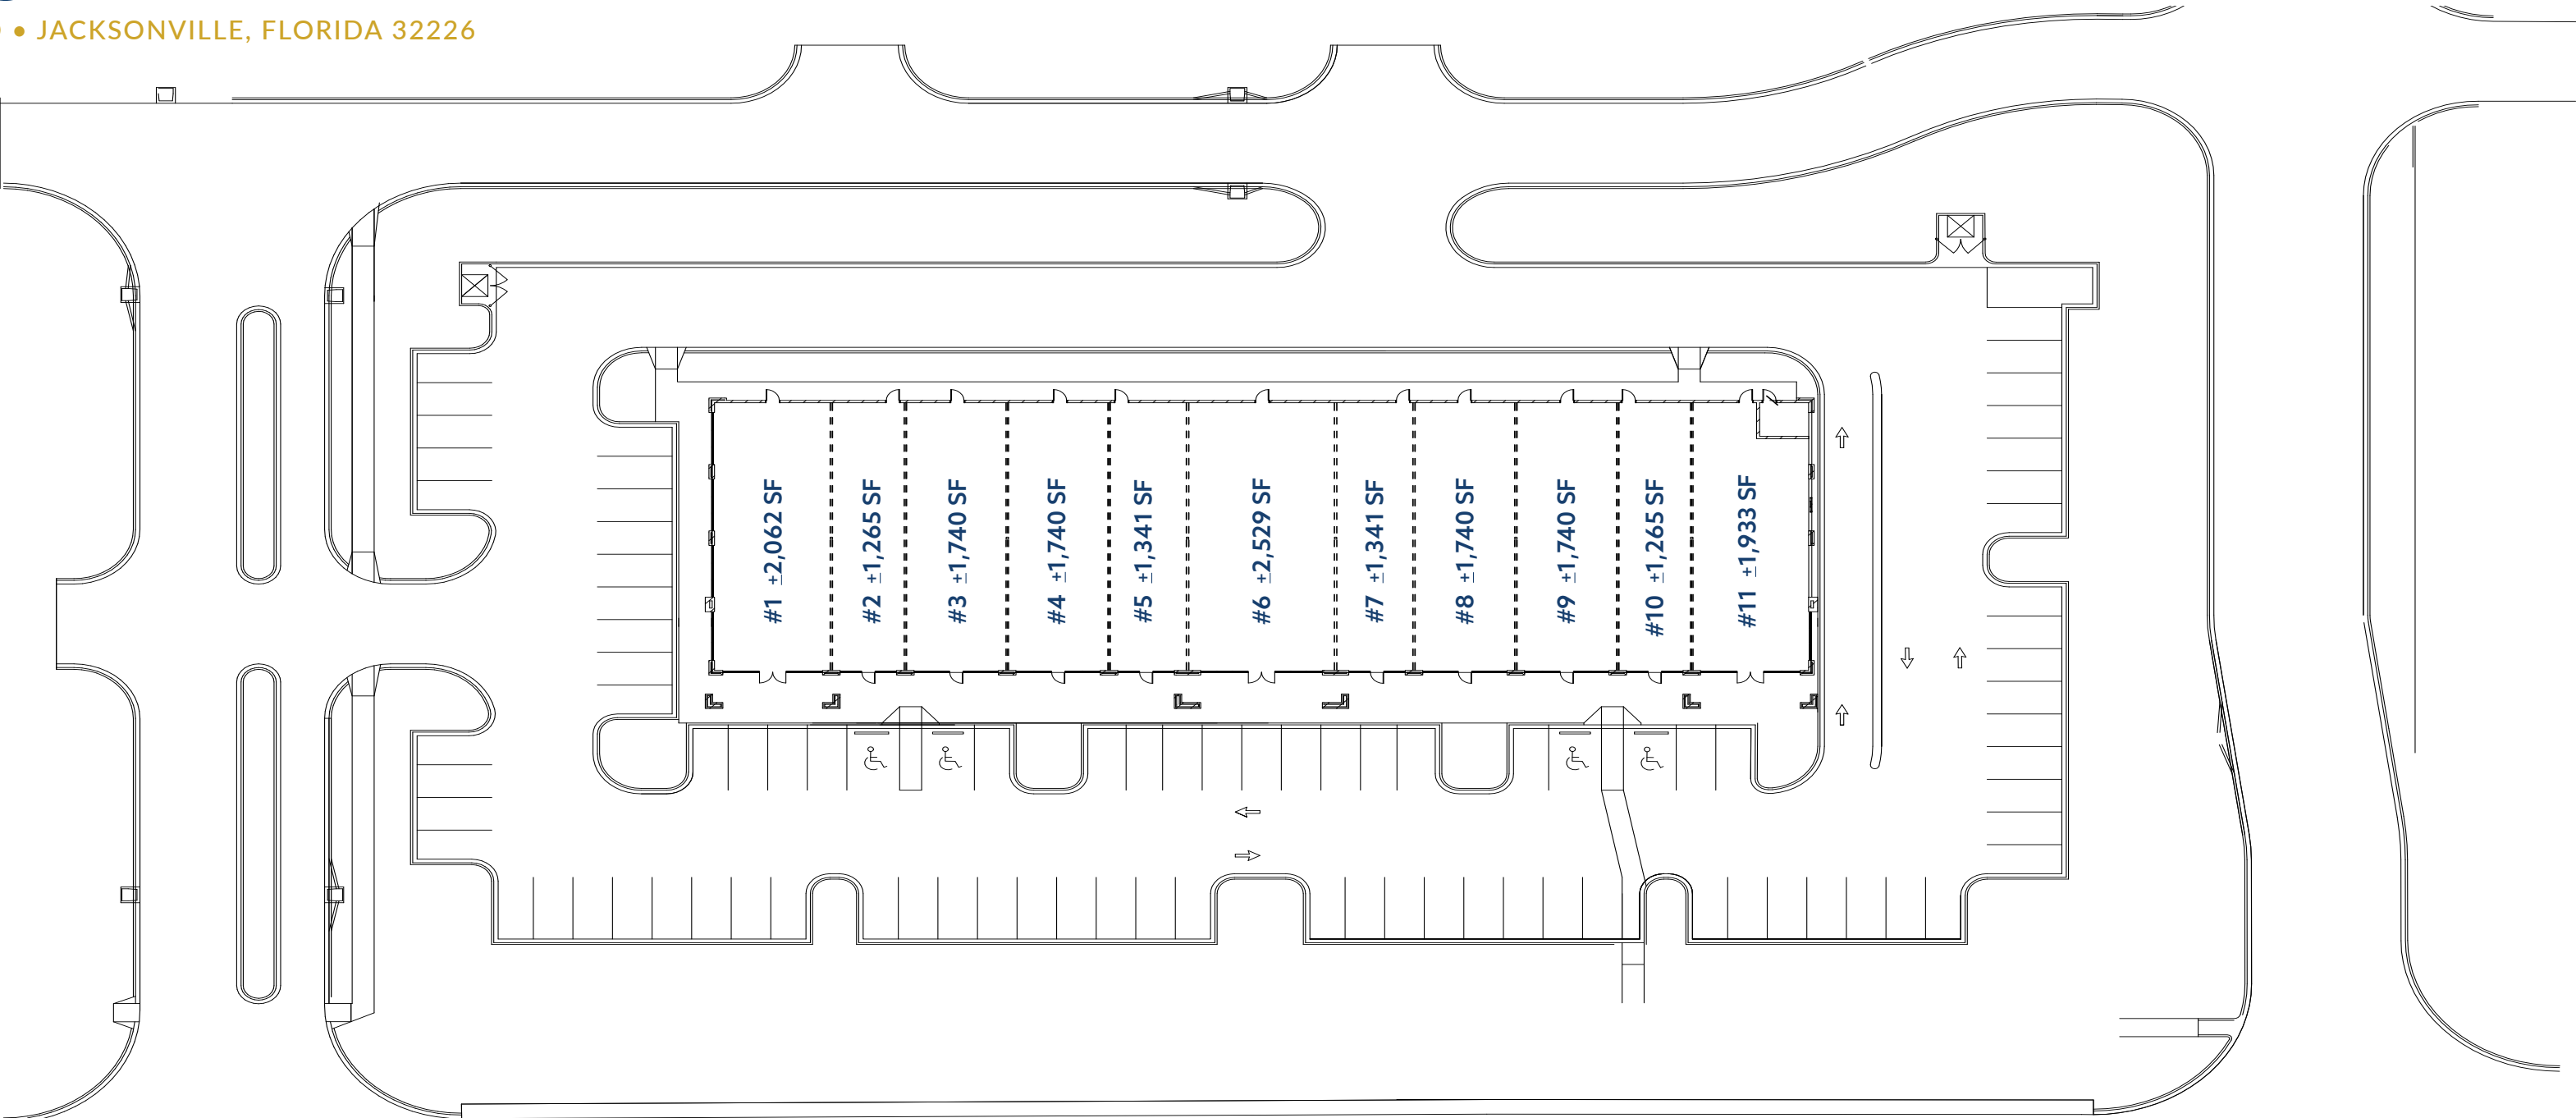 • JACKSONVILLE, FLORIDA 32226
#1 ±2,062 SF
#2 ±1,265 SF
#3 ±1,740 SF
#4 ±1,740 SF
#5 ±1,341 SF
#6 ±2,529 SF
#7 ±1,341 SF
#8 ±1,740 SF
#9 ±1,740 SF
#10 ±1,265 SF
#11 ±1,933 SF